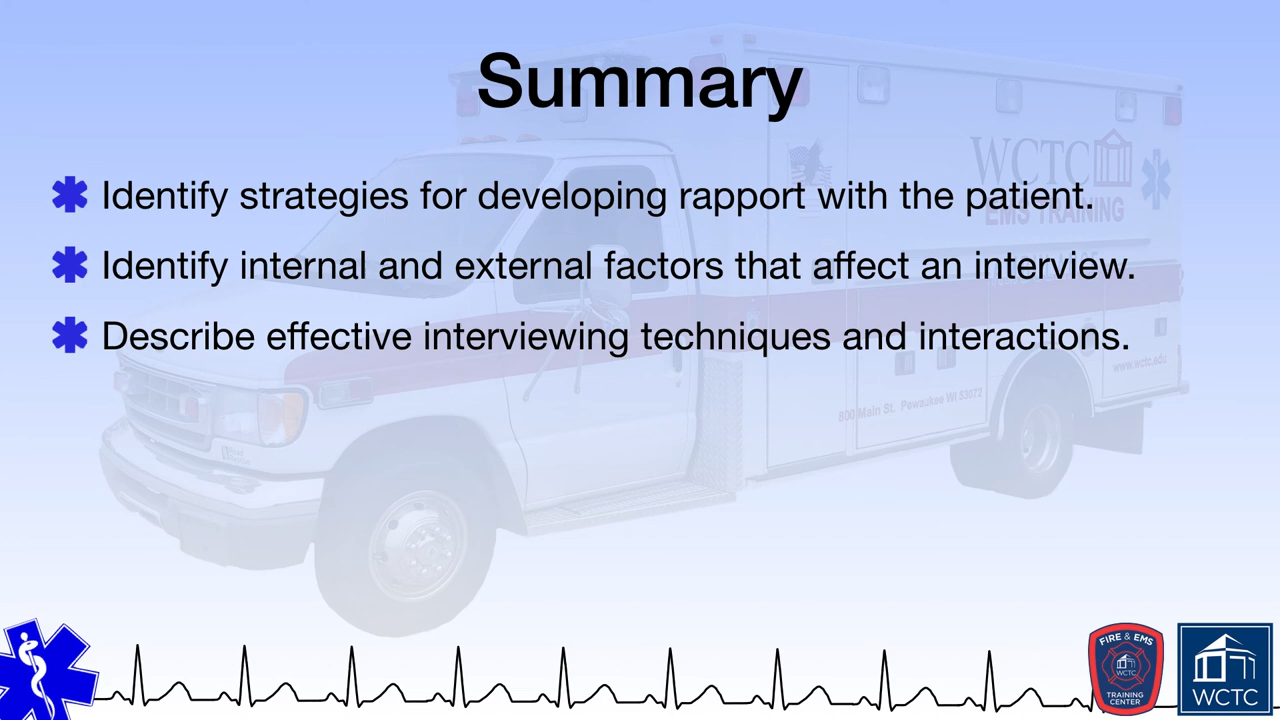 Summary
Identify strategies for developing rapport with the patient.
Identify internal and external factors that affect an interview.
Describe effective interviewing techniques and interactions.
WCTC
EMS TRAINING
www.wctc.edu
800 Main St. Pewaukee WI 53072
FIRE & EMS
WCTC
TRAINING
CENTER
WCTC